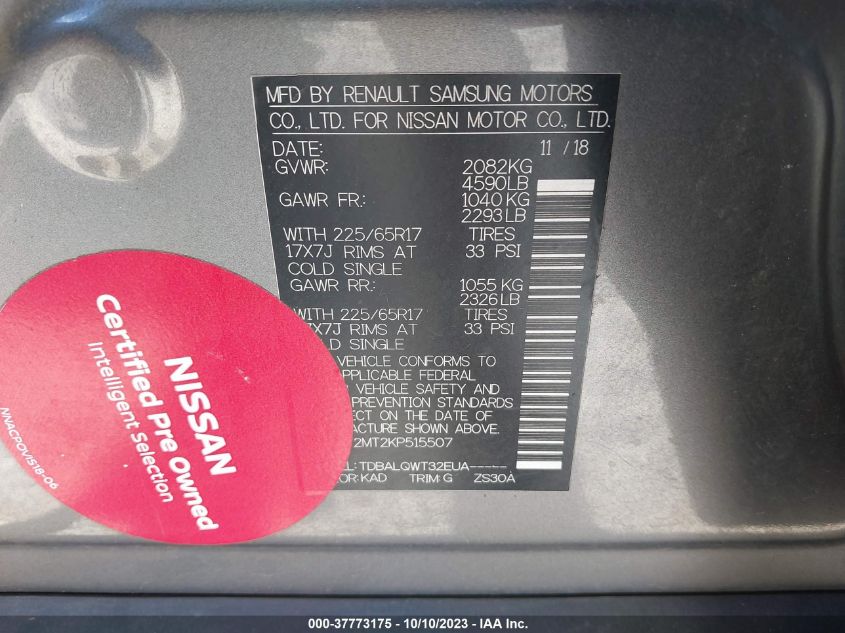 MFD BY RENAULT SAMSUNG MOTORS
CO., LTD. FOR NISSAN MOTOR CO., LTD.
DATE: 11 / 18
GVWR: 2082KG
4590LB
GAWR FR: 1040 KG
2293 LB
WITH 225/65R17 TIRES
17X7J RIMS AT 33 PSI
COLD SINGLE
GAWR RR: 1055 KG
2326 LB
WITH 225/65R17 TIRES
7X7J RIMS AT 33 PSI
D SINGLE
VEHICLE CONFORMS TO
APPLICABLE FEDERAL
VEHICLE SAFETY AND
PREVENTION STANDARDS
ECT ON THE DATE OF
ACTURE SHOWN ABOVE.
2MT2KP515507
L: TDBALQWT32EUA-----
OR: KAD TRIM: G ZS30A
NISSAN
Certified Pre Owned
Intelligent Selection
NNACPOVIS18-06
000-37773175 - 10/10/2023 - IAA Inc.